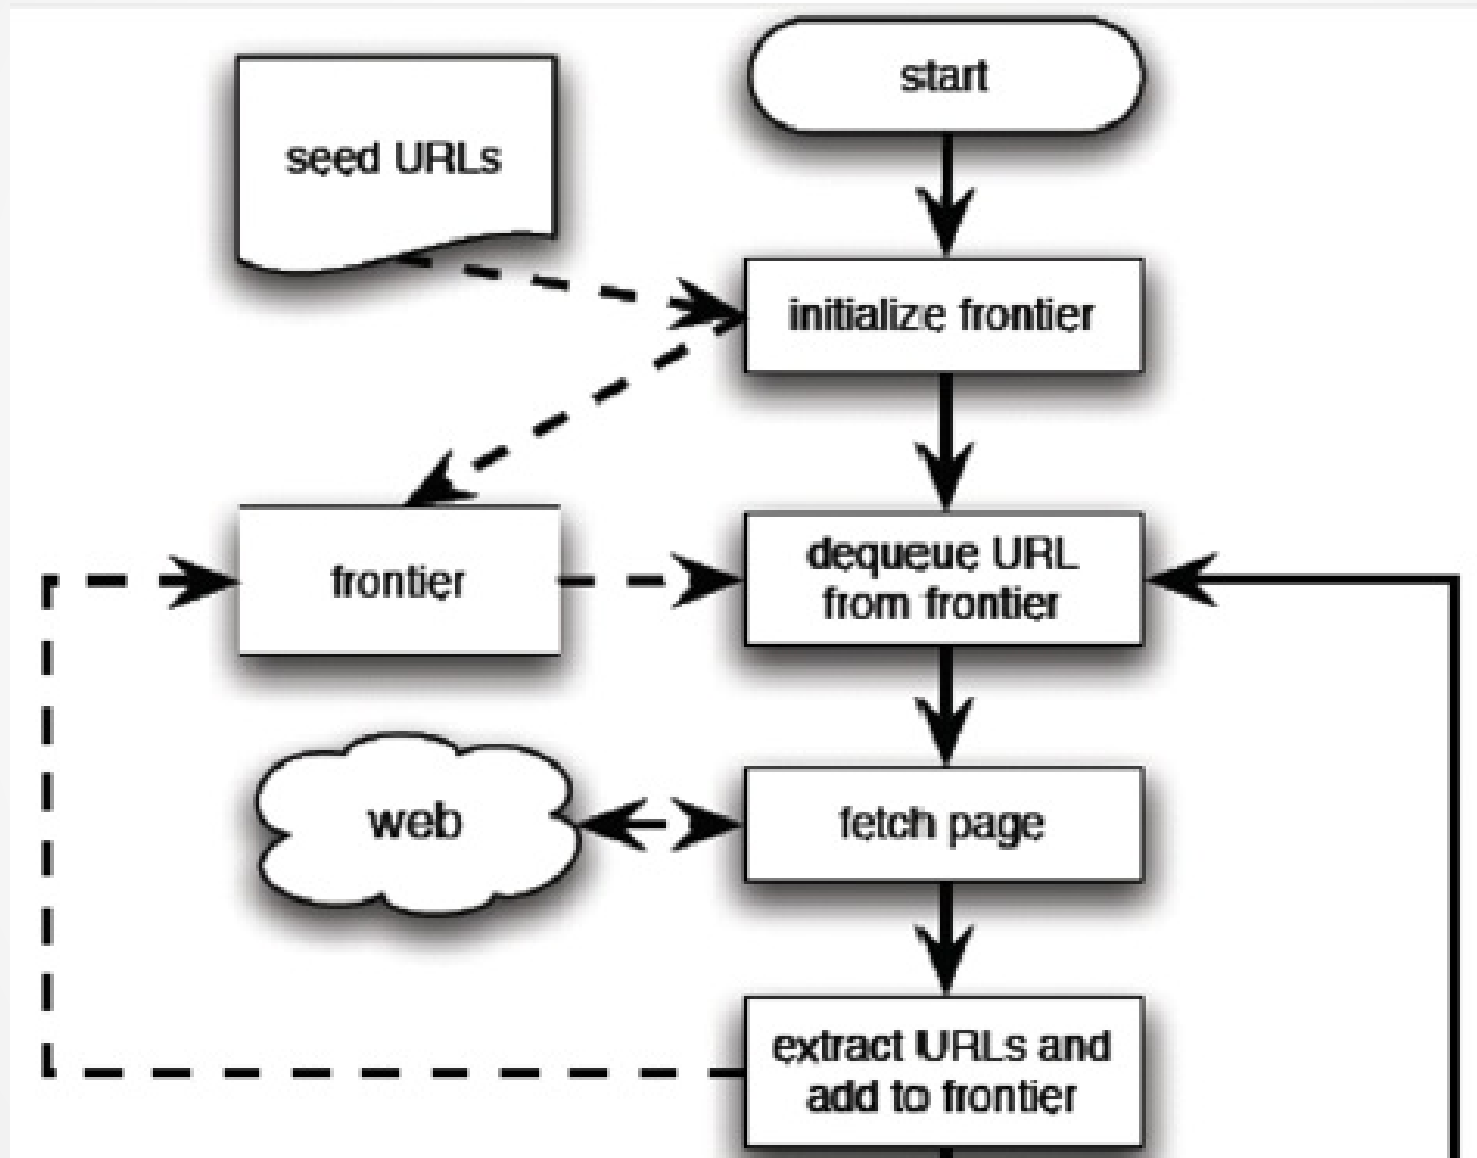 start
seed URLs
initialize frontier
frontier
dequeue URL
from frontier
web
fetch page
extract URLs and
add to frontier